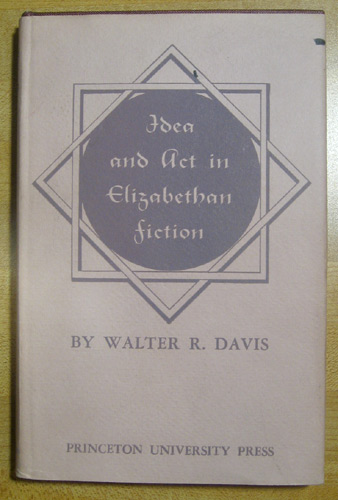 Idea
and Act in
Elizabethan
fiction
BY WALTER R. DAVIS
PRINCETON UNIVERSITY PRESS